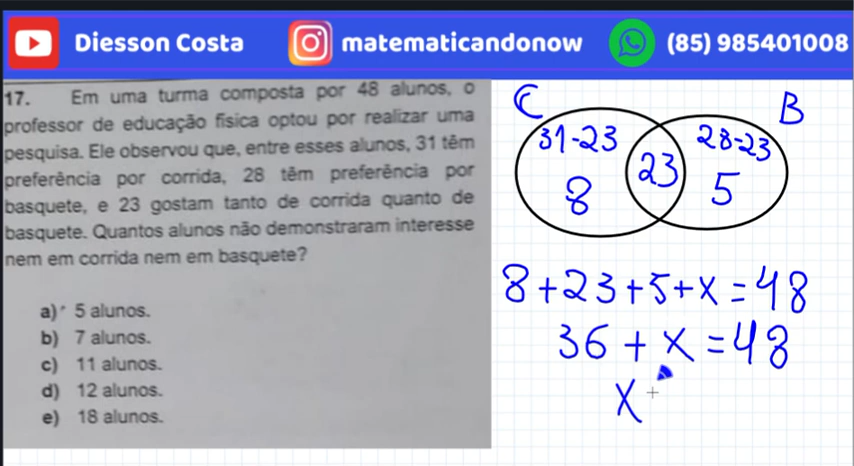 Diesson Costa matematicandonow (85) 985401008
17. Em uma turma composta por 48 alunos, o
professor de educação física optou por realizar uma
pesquisa. Ele observou que, entre esses alunos, 31 têm
preferência por corrida, 28 têm preferência por
basquete, e 23 gostam tanto de corrida quanto de
basquete. Quantos alunos não demonstraram interesse
nem em corrida nem em basquete?
a) 5 alunos.
b) 7 alunos.
c) 11 alunos.
d) 12 alunos.
e) 18 alunos.
C B
31-23 23 28-23
8 5
8+23+5+x=48
36+x=48
x